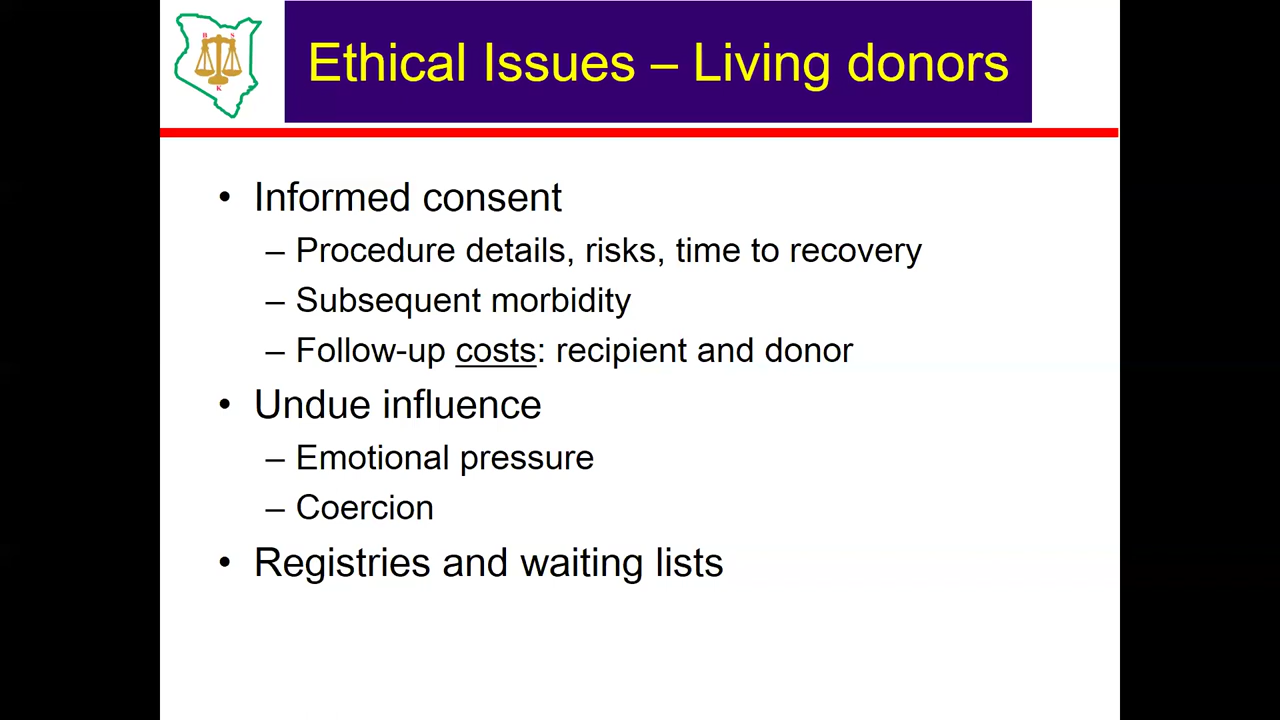 B S
K
Ethical Issues – Living donors
• Informed consent
– Procedure details, risks, time to recovery
– Subsequent morbidity
– Follow-up costs: recipient and donor
• Undue influence
– Emotional pressure
– Coercion
• Registries and waiting lists